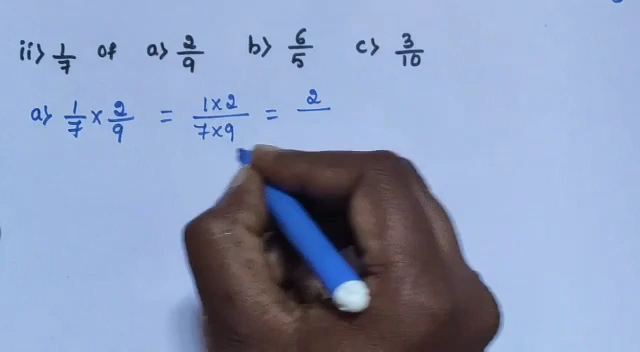 ii> 1/7 of a> 2/9 b> 6/5 c> 3/10
a> 1/7 × 2/9 = 1×2/7×9 = 2/